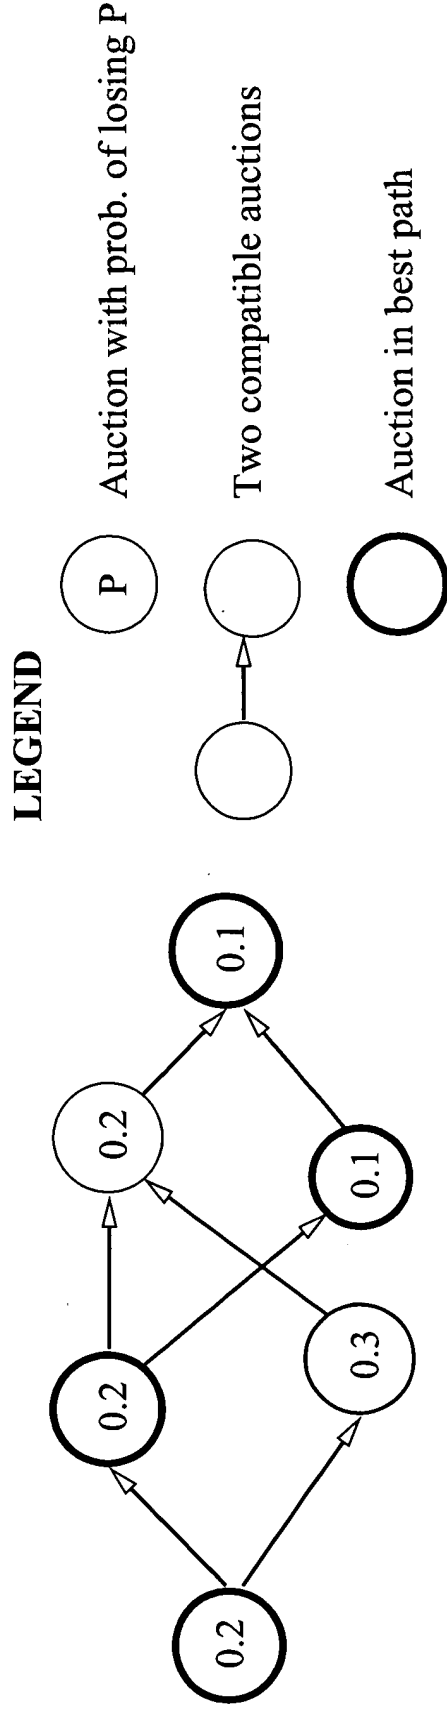 LEGEND
P Auction with prob. of losing P
Two compatible auctions
Auction in best path
0.2
0.2
0.3
0.2
0.1
0.1